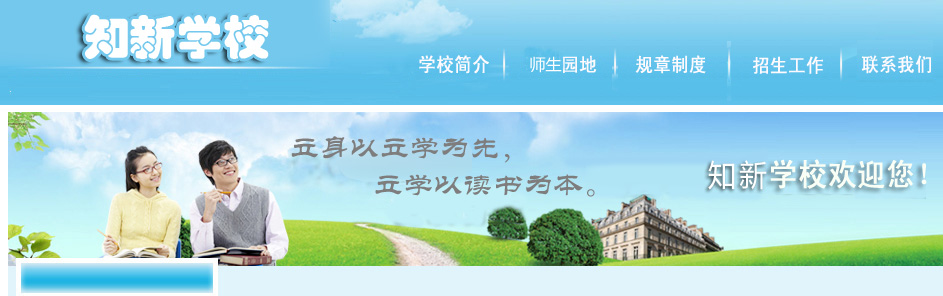 知新学校
学校简介 师生园地 规章制度 招生工作 联系我们
立身以立学为先，
立学以读书为本。
知新学校欢迎您！